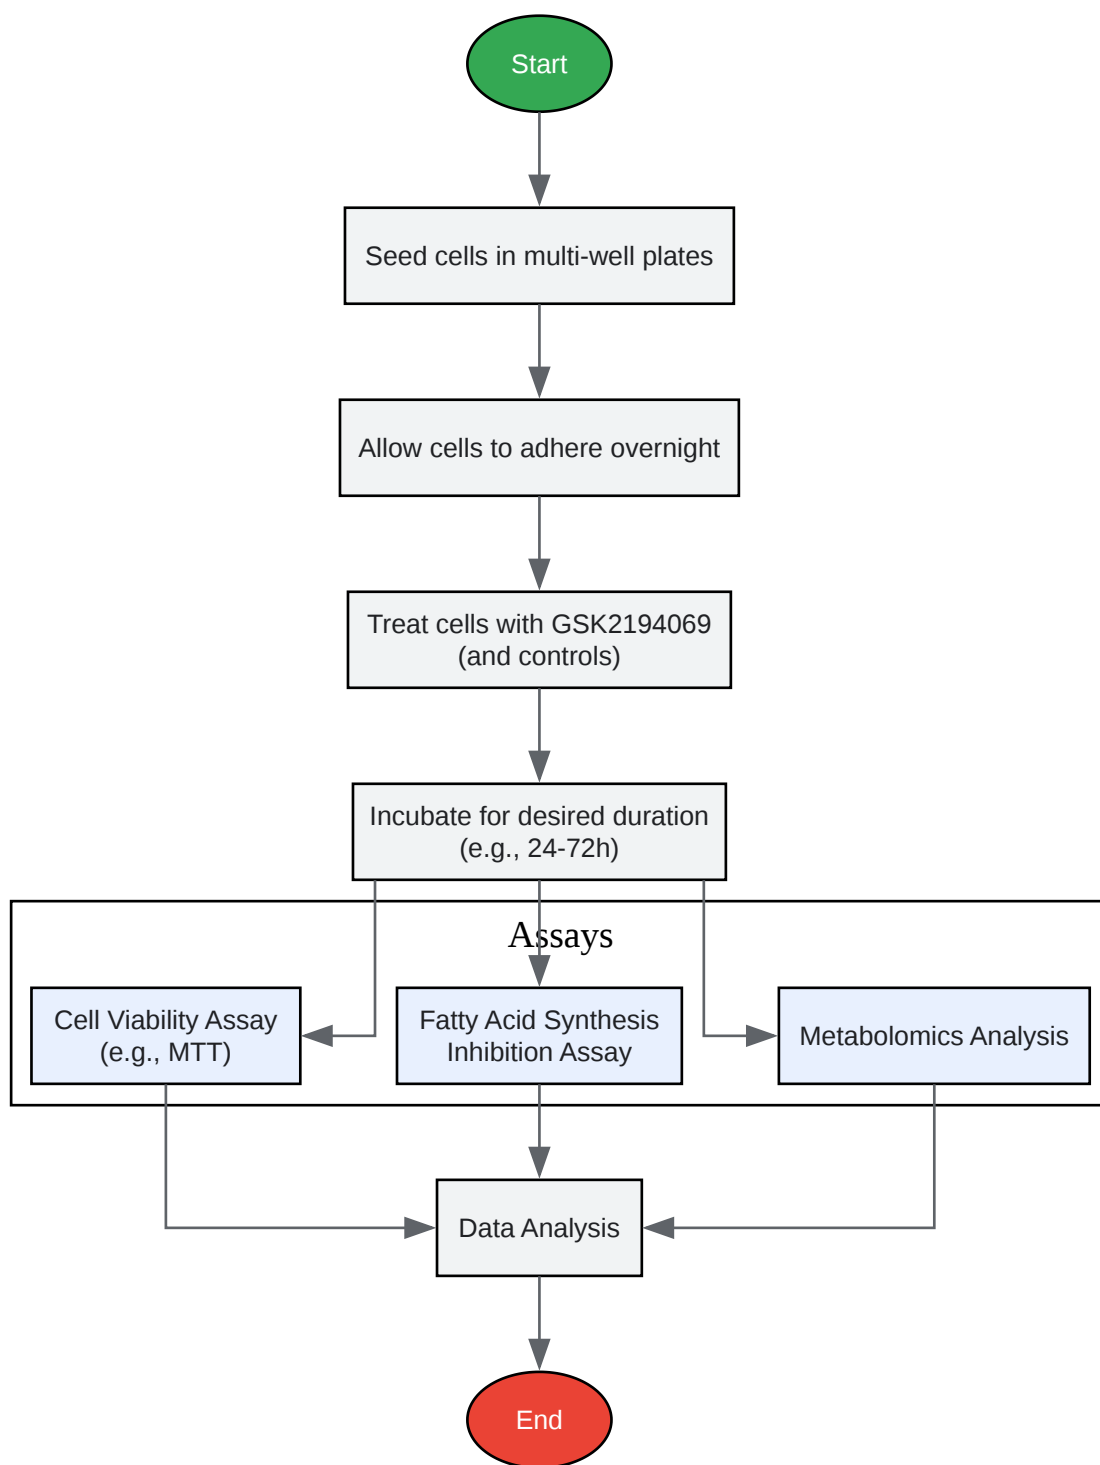 Start
Seed cells in multi-well plates
Allow cells to adhere overnight
Treat cells with GSK2194069
(and controls)
Incubate for desired duration
(e.g., 24-72h)
Assays
Cell Viability Assay
(e.g., MTT)
Fatty Acid Synthesis
Inhibition Assay
Metabolomics Analysis
Data Analysis
End